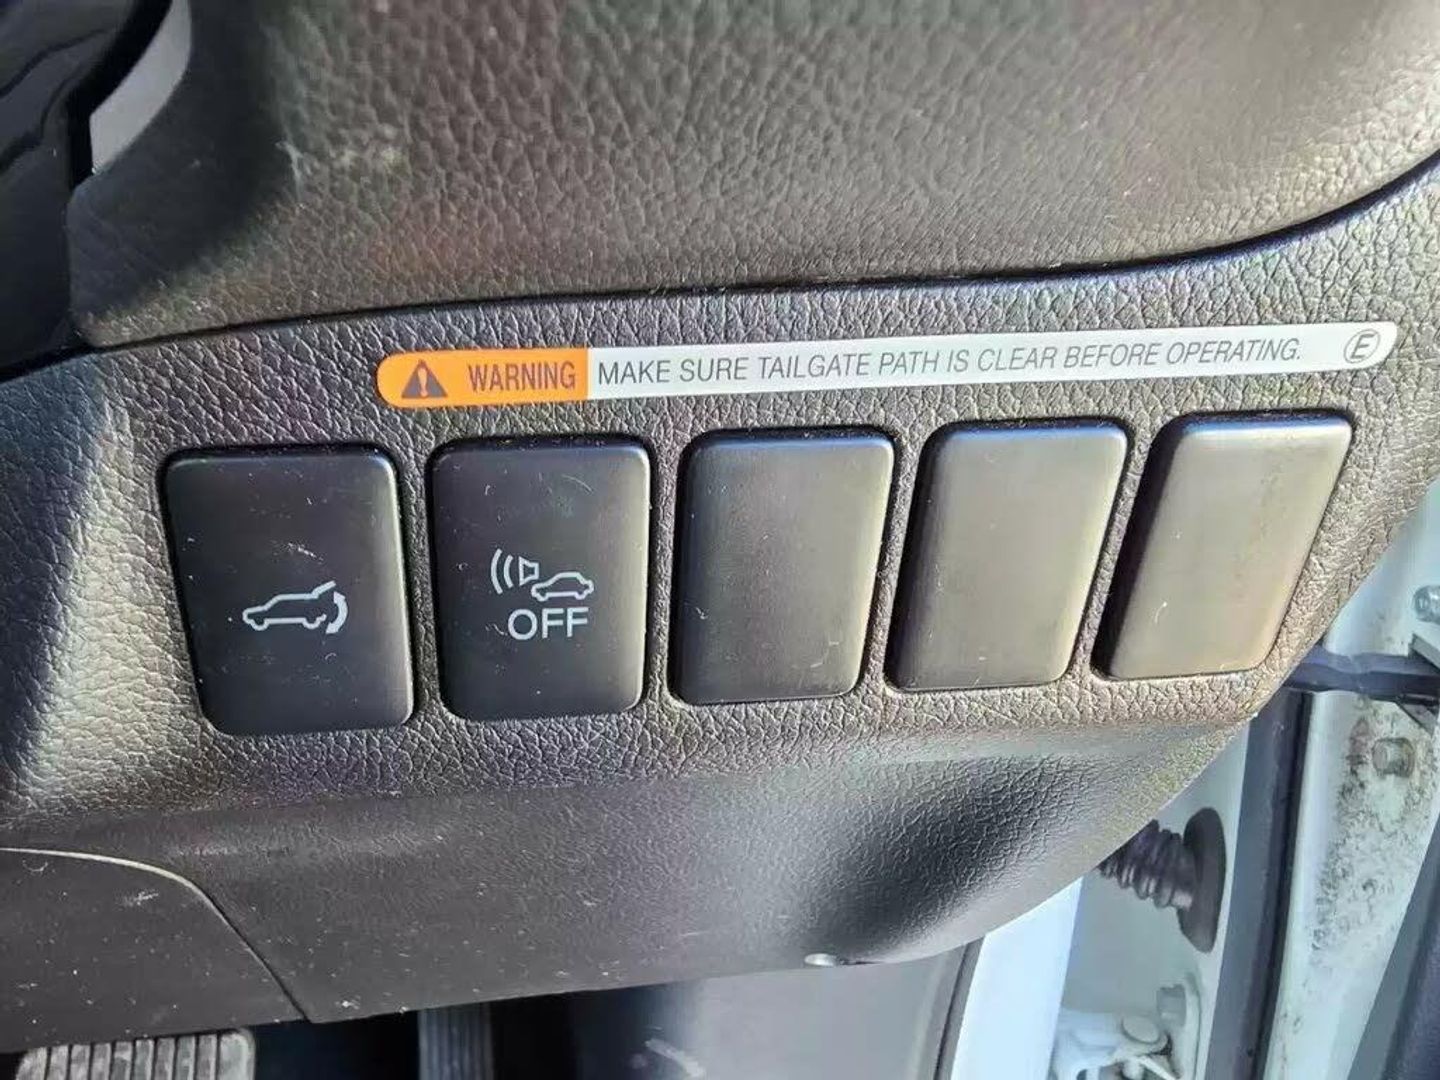 WARNING MAKE SURE TAILGATE PATH IS CLEAR BEFORE OPERATING. E
OFF